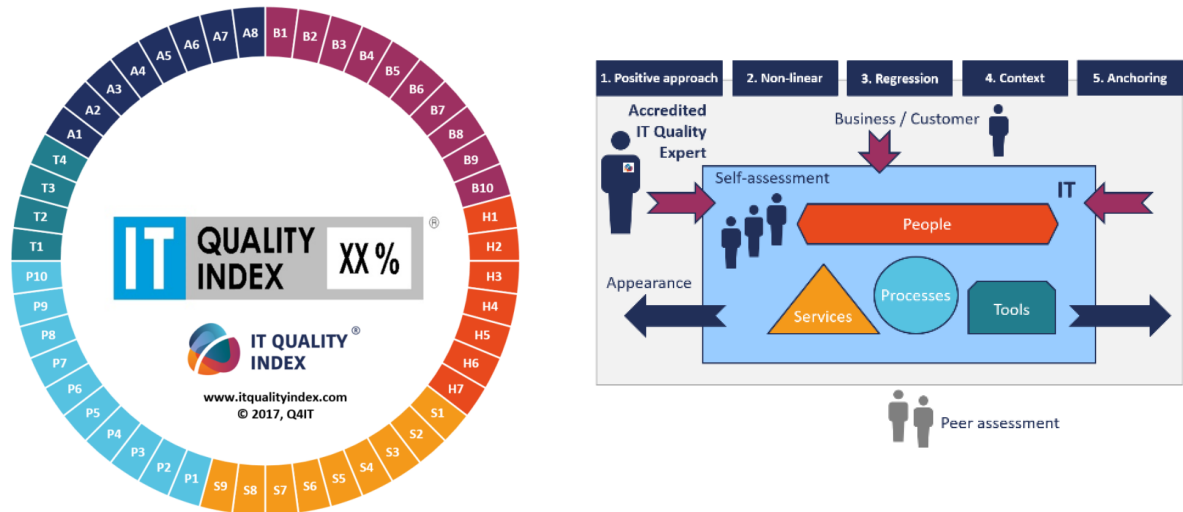 A1
A2
A3
A4
A5
A6
A7
A8
B1
B2
B3
B4
B5
B6
B7
B8
B9
B10
H1
H2
H3
H4
H5
H6
H7
S1
S2
S3
S4
S5
S6
S7
S8
S9
P1
P2
P3
P4
P5
P6
P7
P8
P9
P10
T1
T2
T3
T4
IT QUALITY
INDEX
XX %
®
IT QUALITY ®
INDEX
www.itqualityindex.com
© 2017, Q4IT
1. Positive approach
2. Non-linear
3. Regression
4. Context
5. Anchoring
Accredited
IT Quality
Expert
Business / Customer
Self-assessment
IT
People
Appearance
Services
Processes
Tools
Peer assessment